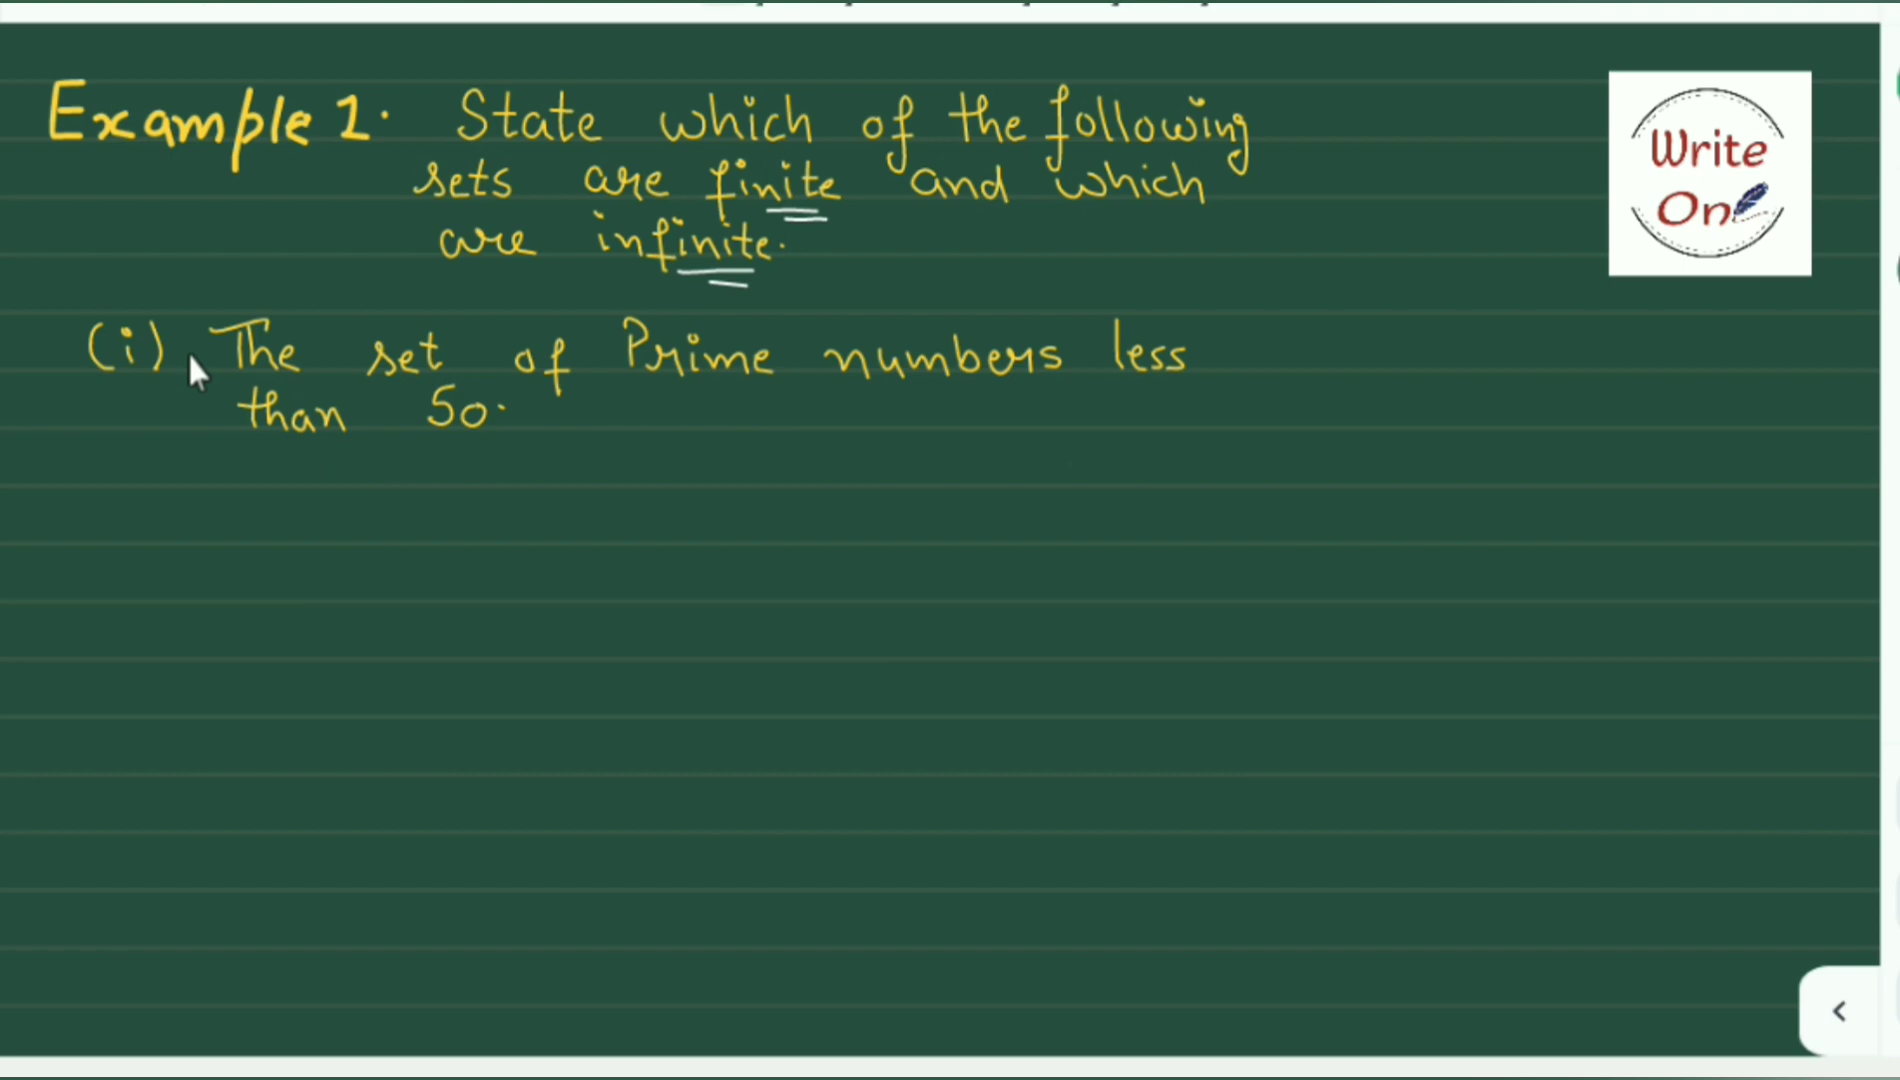 Example 1. State which of the following
sets are finite and which
are infinite.
(i) The set of Prime numbers less
than 50.
Write
On